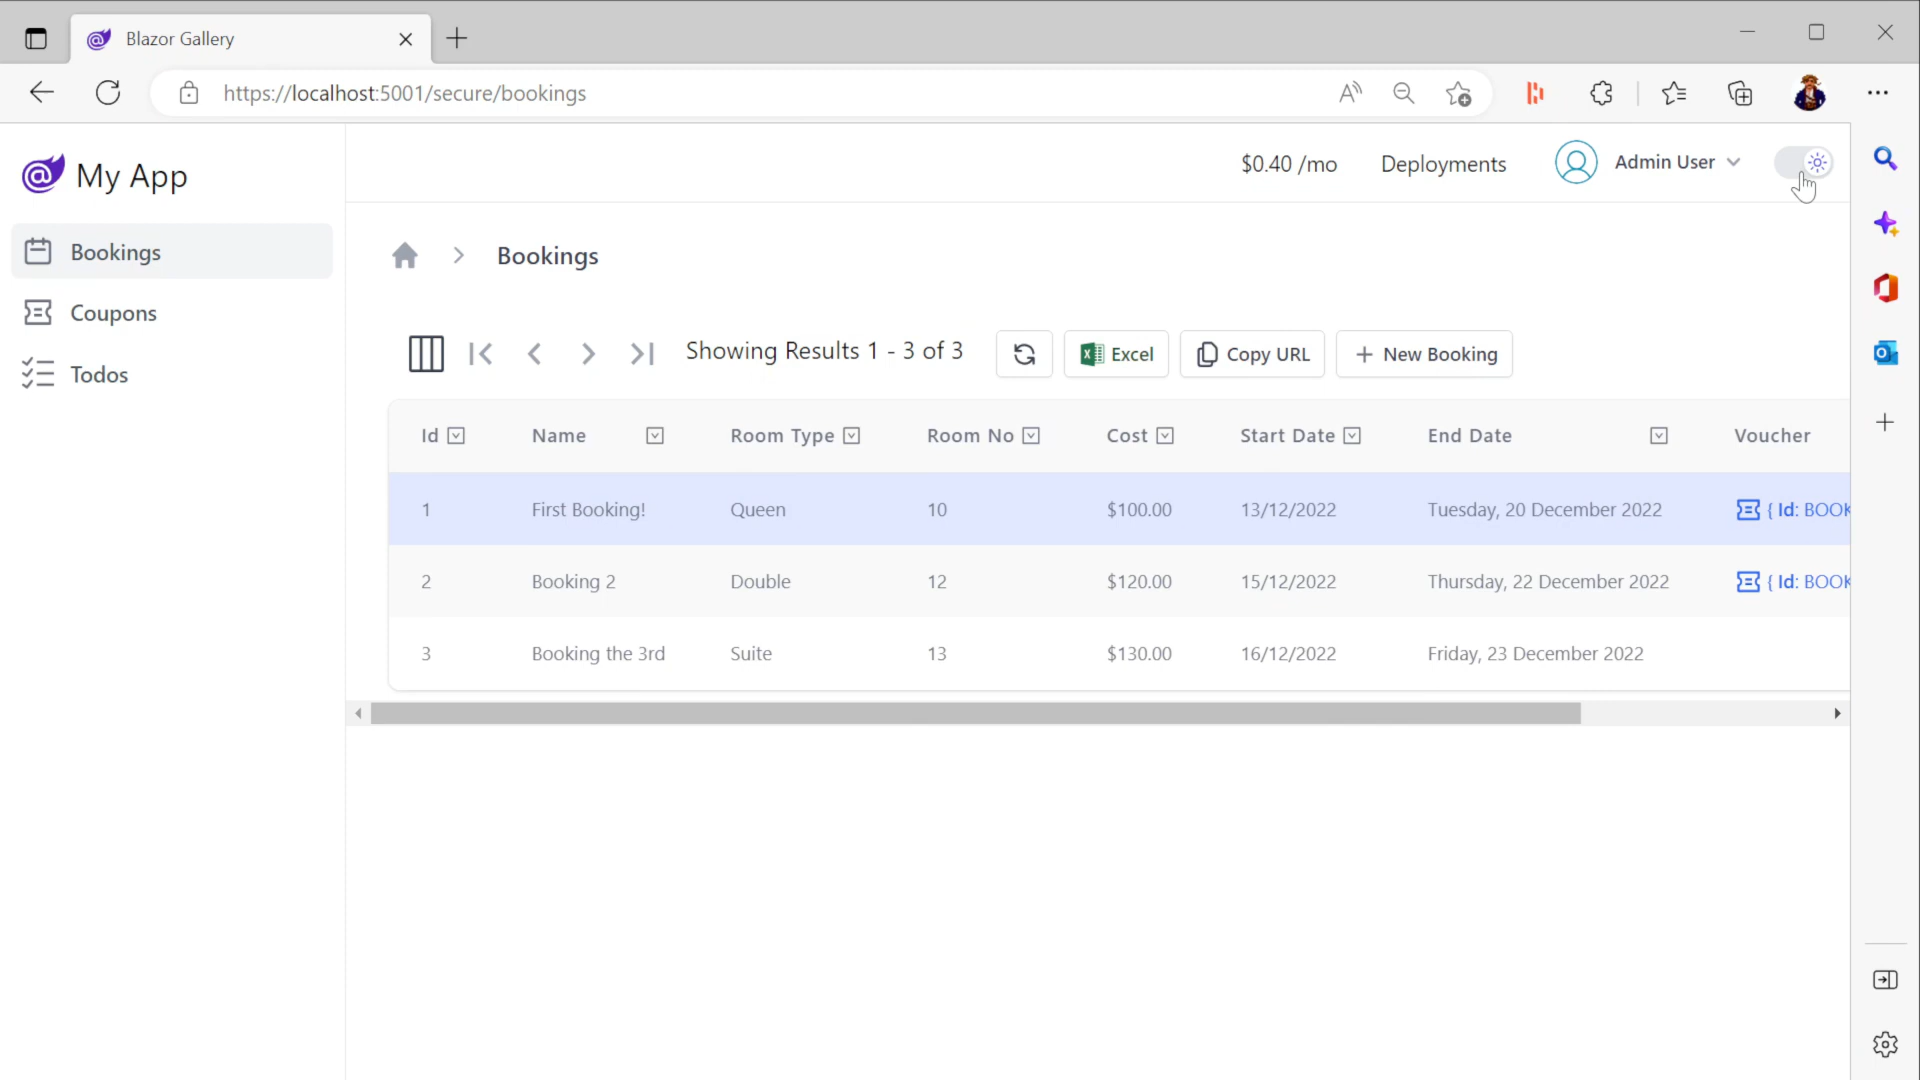 Blazor Gallery
https://localhost:5001/secure/bookings
My App
$0.40 /mo
Deployments
Admin User
Bookings
Coupons
Todos
Bookings
Showing Results 1 - 3 of 3
Excel
Copy URL
New Booking
Id Name Room Type Room No Cost Start Date End Date Voucher
1 First Booking! Queen 10 $100.00 13/12/2022 Tuesday, 20 December 2022 { Id: BOOK
2 Booking 2 Double 12 $120.00 15/12/2022 Thursday, 22 December 2022 { Id: BOOK
3 Booking the 3rd Suite 13 $130.00 16/12/2022 Friday, 23 December 2022